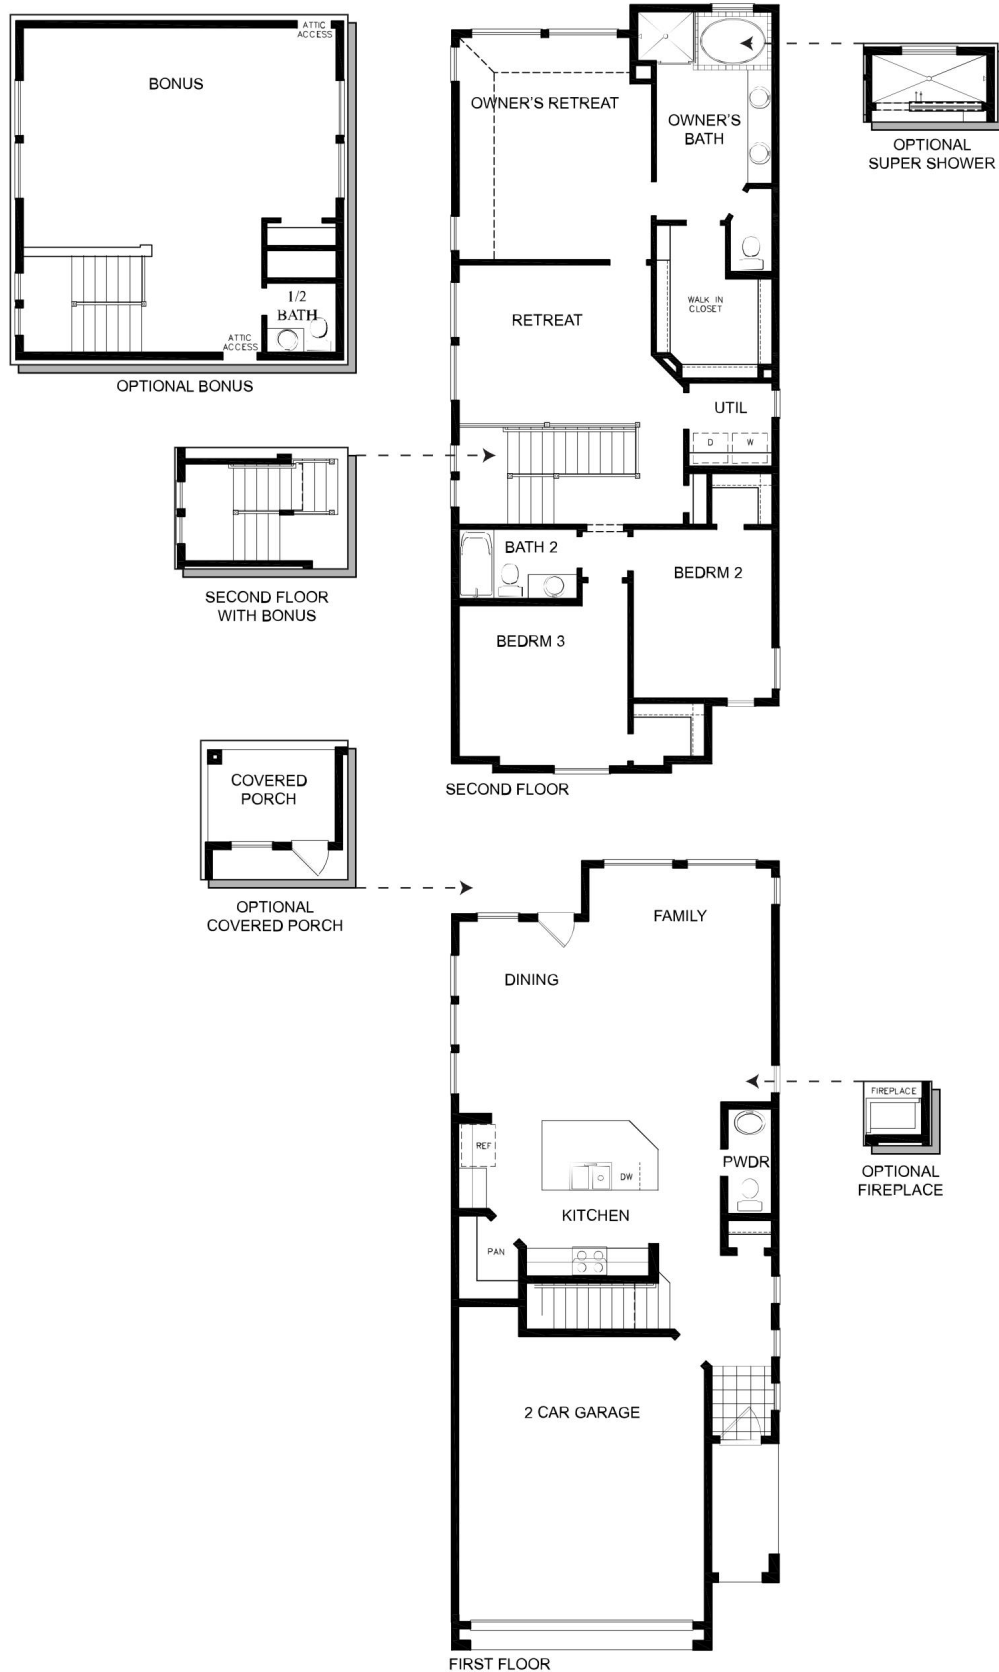 ATTIC
ACCESS
BONUS
1/2
BATH
ATTIC
ACCESS
OPTIONAL BONUS
OWNER'S RETREAT
OWNER'S
BATH
OPTIONAL
SUPER SHOWER
WALK IN
CLOSET
RETREAT
UTIL
D
W
SECOND FLOOR
WITH BONUS
BATH 2
BEDRM 2
BEDRM 3
SECOND FLOOR
COVERED
PORCH
OPTIONAL
COVERED PORCH
FAMILY
DINING
FIREPLACE
OPTIONAL
FIREPLACE
REF
DW
PWDR
KITCHEN
PAN
2 CAR GARAGE
FIRST FLOOR